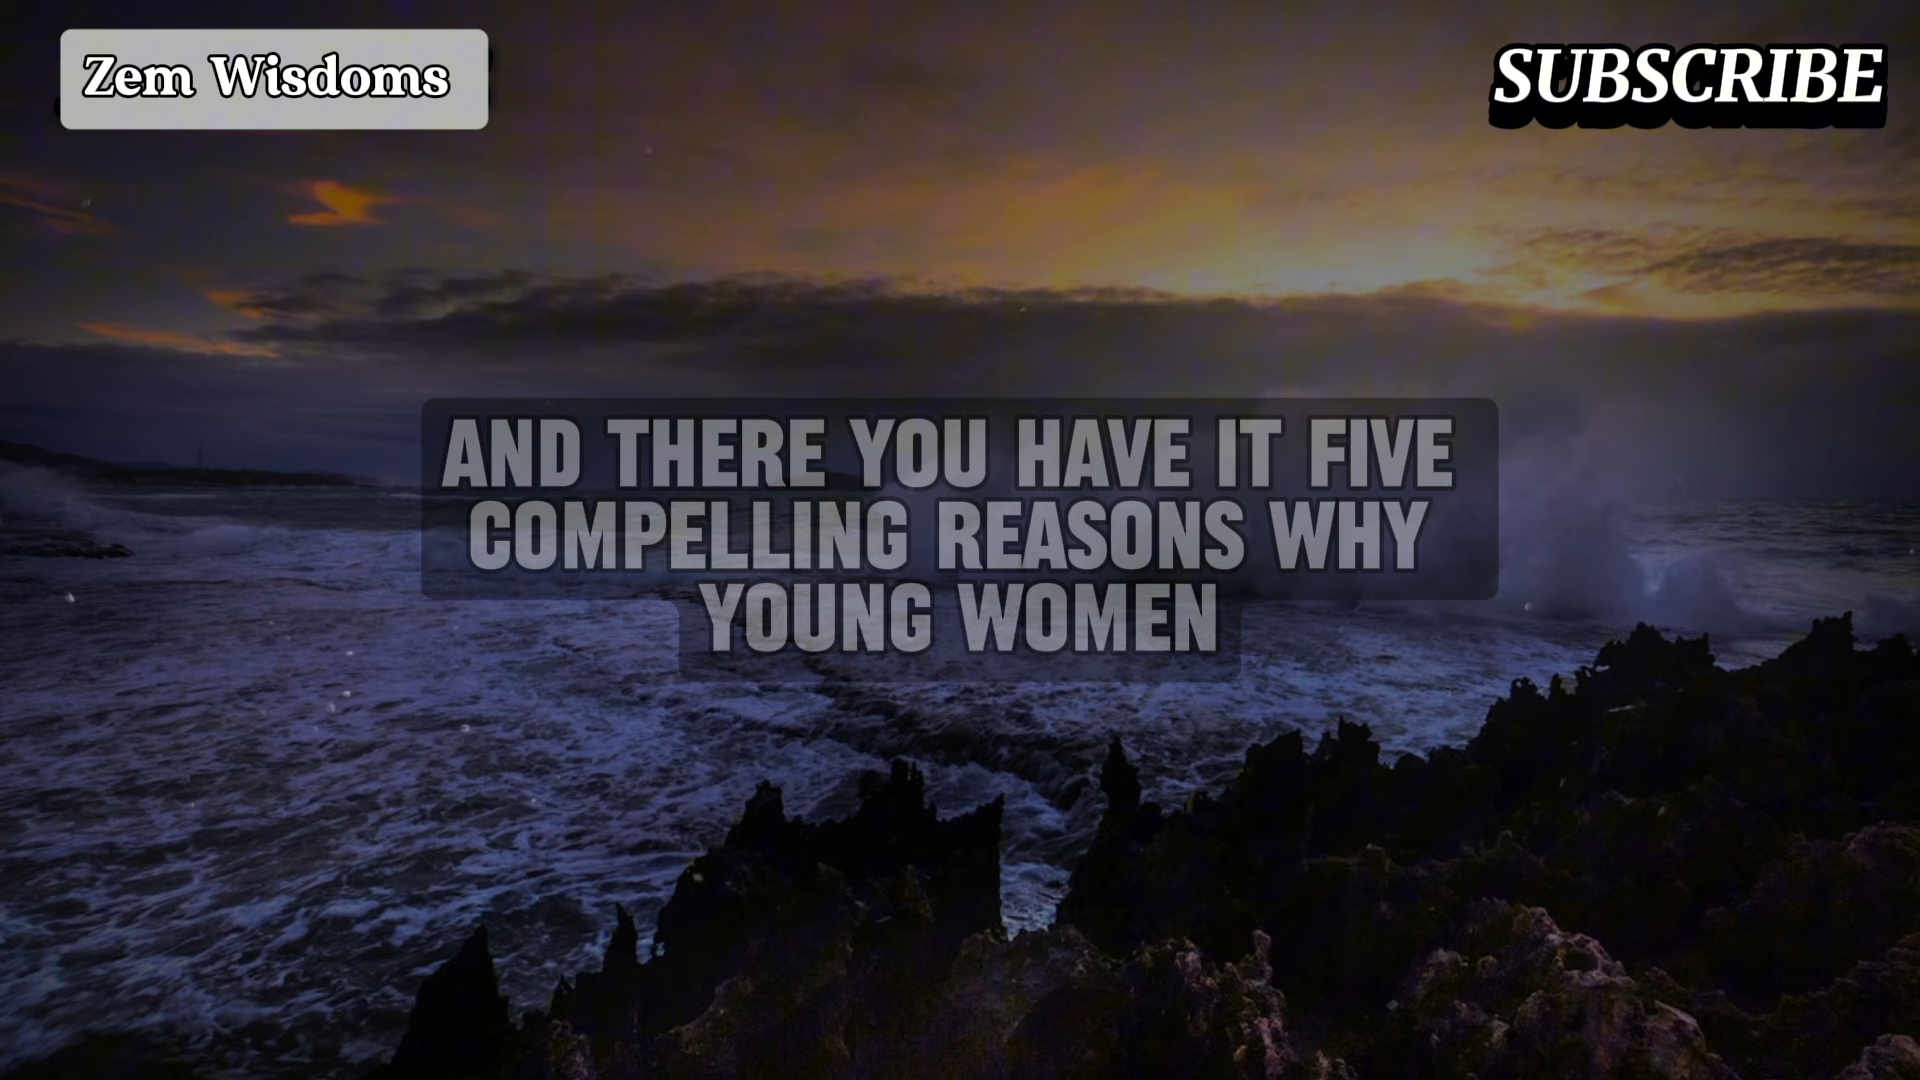 Zem Wisdoms
SUBSCRIBE
AND THERE YOU HAVE IT FIVE
COMPELLING REASONS WHY
YOUNG WOMEN